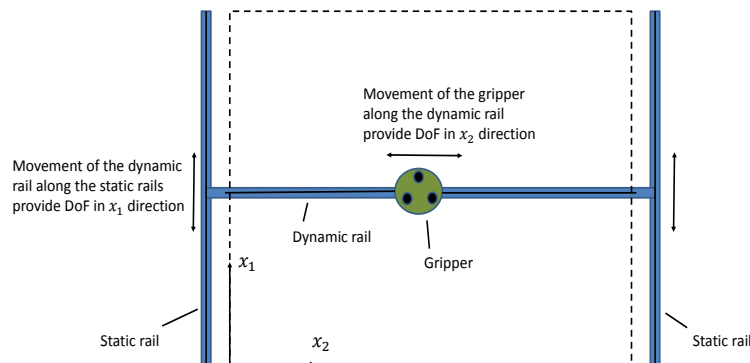 Movement of the gripper
along the dynamic rail
provide DoF in x₂ direction
Movement of the dynamic
rail along the static rails
provide DoF in x₁ direction
Dynamic rail
Gripper
x₁
Static rail
x₂
Static rail